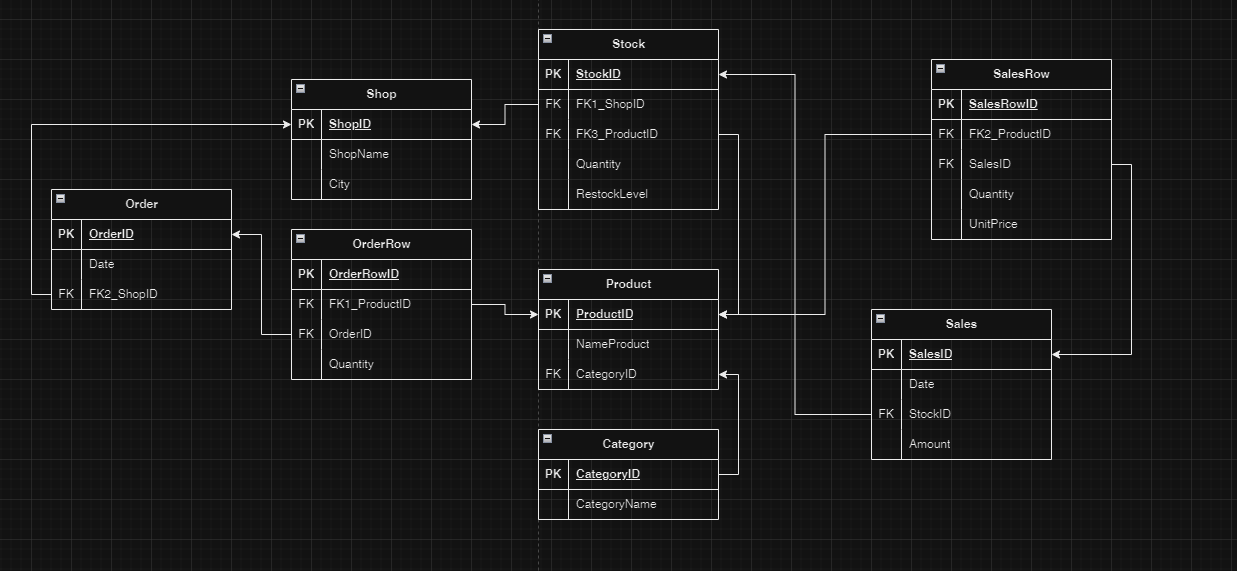 Stock
PK StockID
FK FK1_ShopID
FK FK3_ProductID
Quantity
RestockLevel
SalesRow
PK SalesRowID
FK FK2_ProductID
FK SalesID
Quantity
UnitPrice
Shop
PK ShopID
ShopName
City
Order
PK OrderID
Date
FK FK2_ShopID
OrderRow
PK OrderRowID
FK FK1_ProductID
FK OrderID
Quantity
Product
PK ProductID
NameProduct
FK CategoryID
Sales
PK SalesID
Date
FK StockID
Amount
Category
PK CategoryID
CategoryName